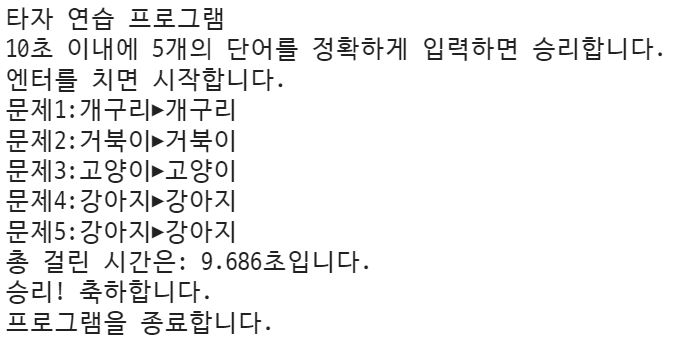 타자 연습 프로그램
10초 이내에 5개의 단어를 정확하게 입력하면 승리합니다.
엔터를 치면 시작합니다.
문제1:개구리▶개구리
문제2:거북이▶거북이
문제3:고양이▶고양이
문제4:강아지▶강아지
문제5:강아지▶강아지
총 걸린 시간은: 9.686초입니다.
승리! 축하합니다.
프로그램을 종료합니다.